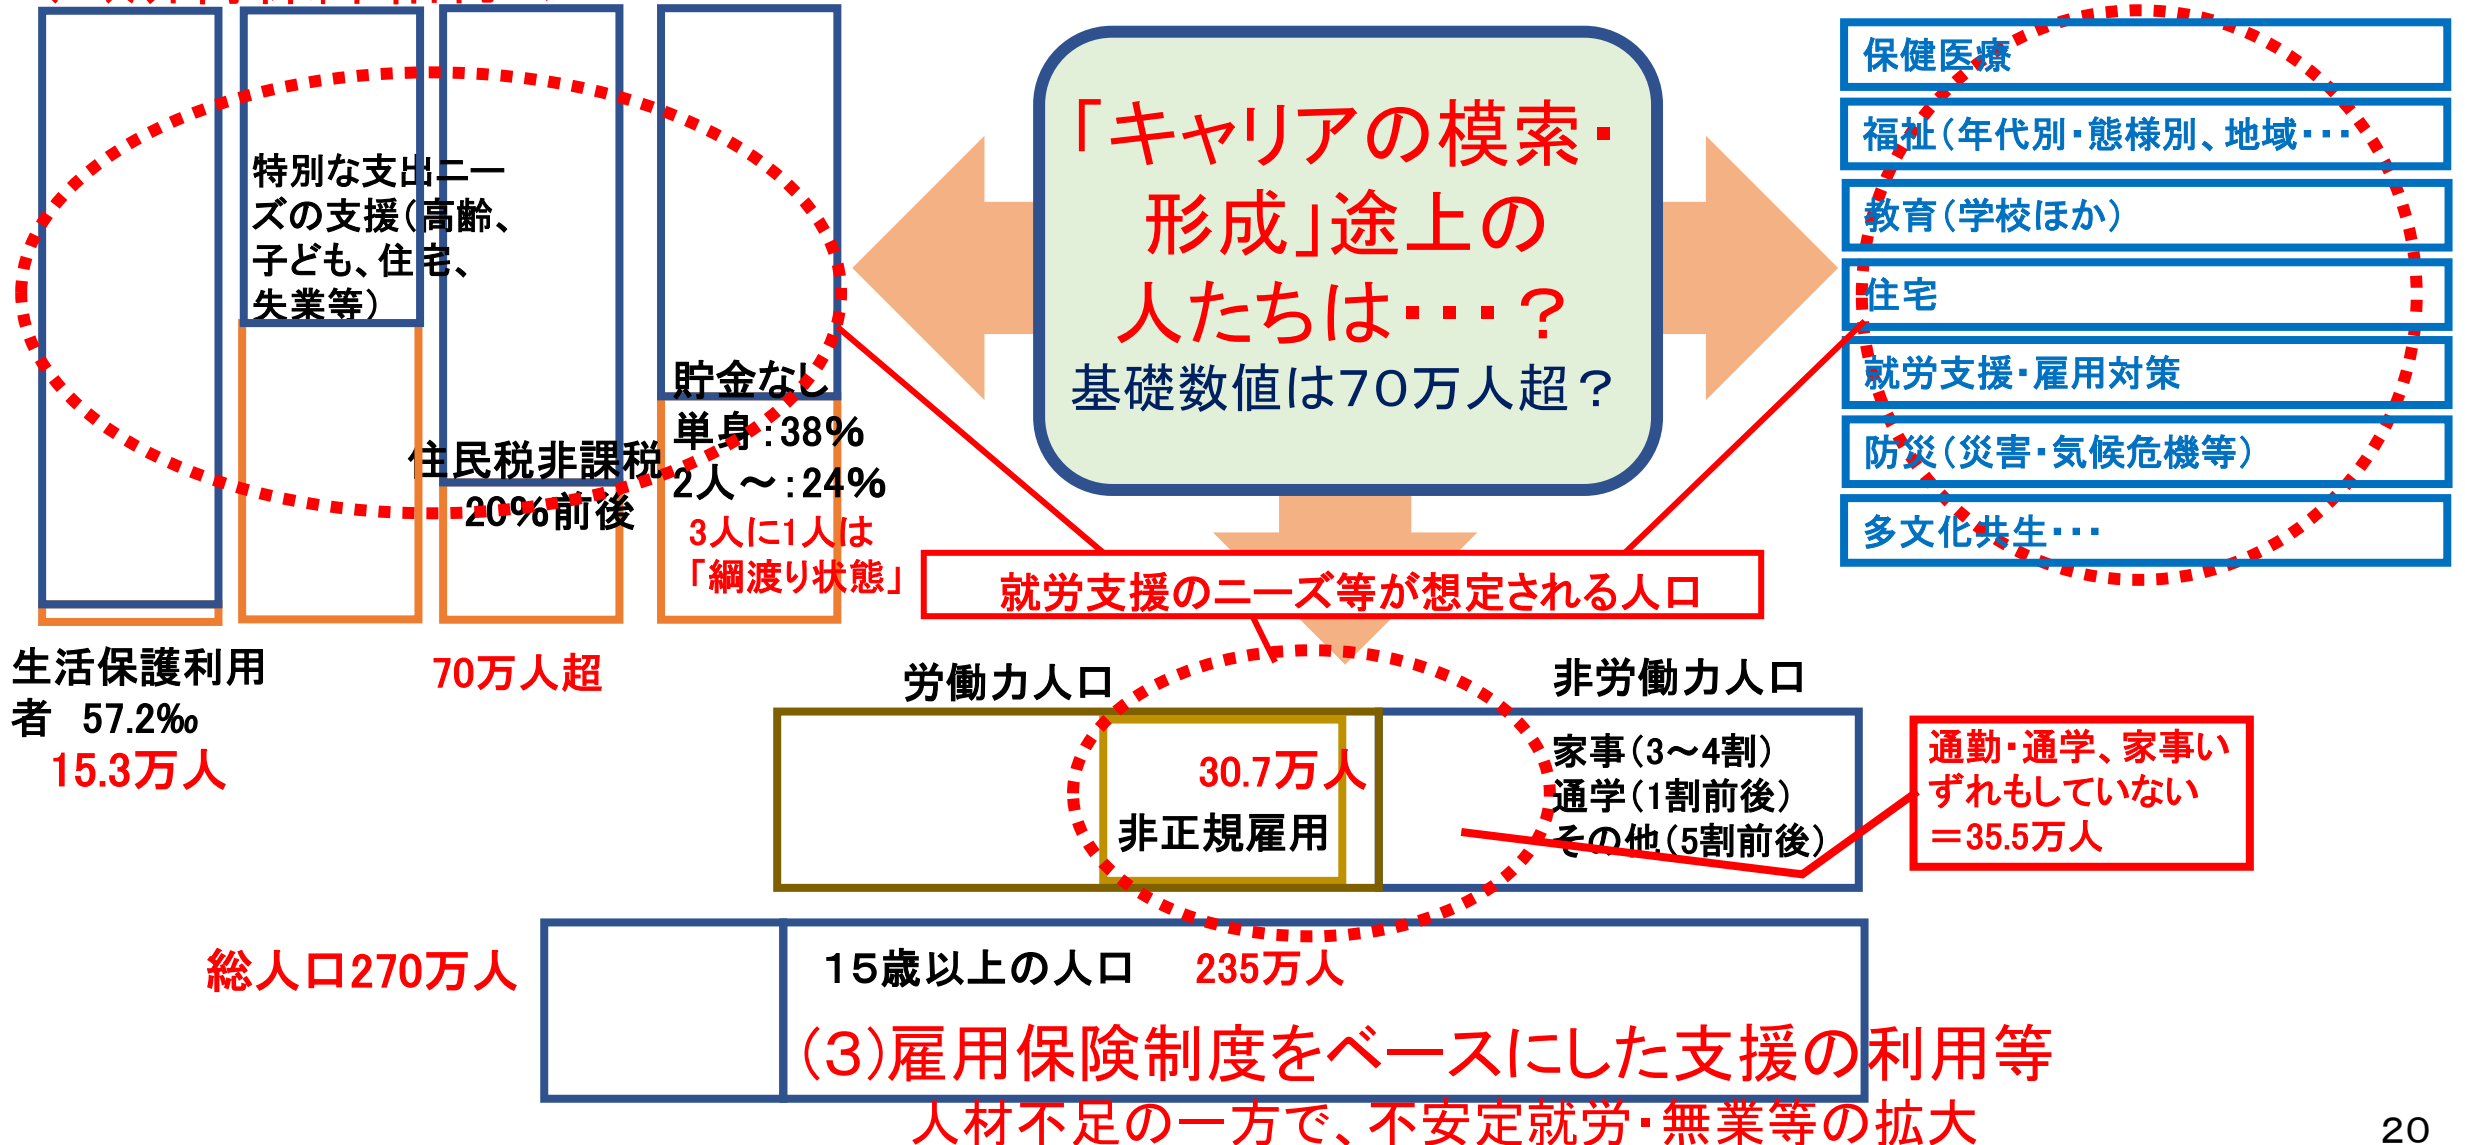 特別な支出ニー
ズの支援（高齢、
子ども、住宅、
失業等）
住民税非課税
20%前後
貯金なし
単身：38%
2人～：24%
3人に1人は
「綱渡り状態」
生活保護利用
者　57.2‰
15.3万人
70万人超
「キャリアの模索・
形成」途上の
人たちは・・・？
基礎数値は７０万人超？
保健医療
福祉（年代別・態様別、地域・・・
教育（学校ほか）
住宅
就労支援・雇用対策
防災（災害・気候危機等）
多文化共生・・・
就労支援のニーズ等が想定される人口
労働力人口
非労働力人口
30.7万人
非正規雇用
家事（3～4割）
通学（1割前後）
その他（5割前後）
通勤・通学、家事い
ずれもしていない
＝35.5万人
総人口270万人
１５歳以上の人口　235万人
（３）雇用保険制度をベースにした支援の利用等
人材不足の一方で、不安定就労・無業等の拡大
20